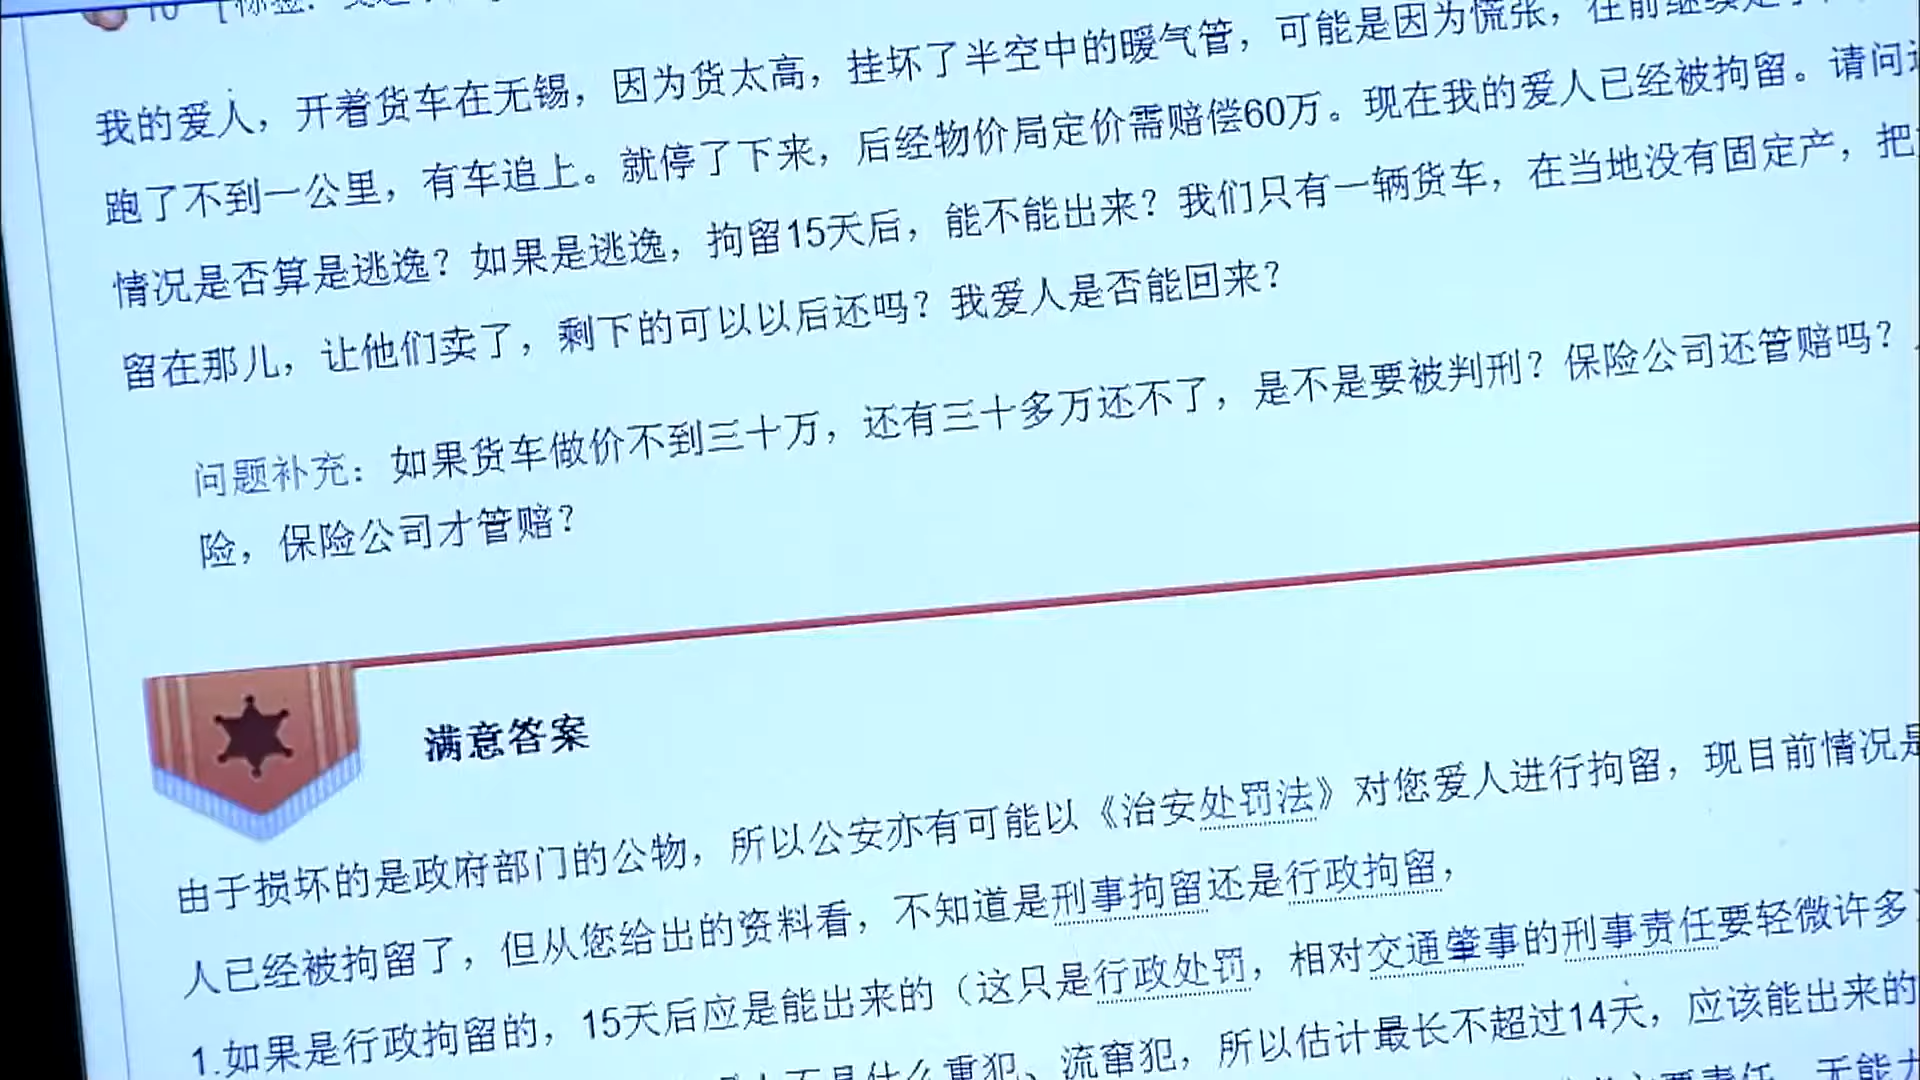 10 [标签:
我的爱人，开着货车在无锡，因为货太高，挂坏了半空中的暖气管，可能是因为慌张，往前继续
跑了不到一公里，有车追上。就停了下来，后经物价局定价需赔偿60万。现在我的爱人已经被拘留。请问
情况是否算是逃逸？如果是逃逸，拘留15天后，能不能出来？我们只有一辆货车，在当地没有固定产，把
留在那儿，让他们卖了，剩下的可以以后还吗？我爱人是否能回来？
问题补充：如果货车做价不到三十万，还有三十多万还不了，是不是要被判刑？保险公司还管赔吗？
险，保险公司才管赔？
满意答案
由于损坏的是政府部门的公物，所以公安亦有可能以《治安处罚法》对您爱人进行拘留，现目前情况是
人已经被拘留了，但从您给出的资料看，不知道是刑事拘留还是行政拘留，
1.如果是行政拘留的，15天后应是能出来的（这只是行政处罚，相对交通肇事的刑事责任要轻微许多
不是什么重犯、流窜犯，所以估计最长不超过14天，应该能出来的
主要责任，无能力